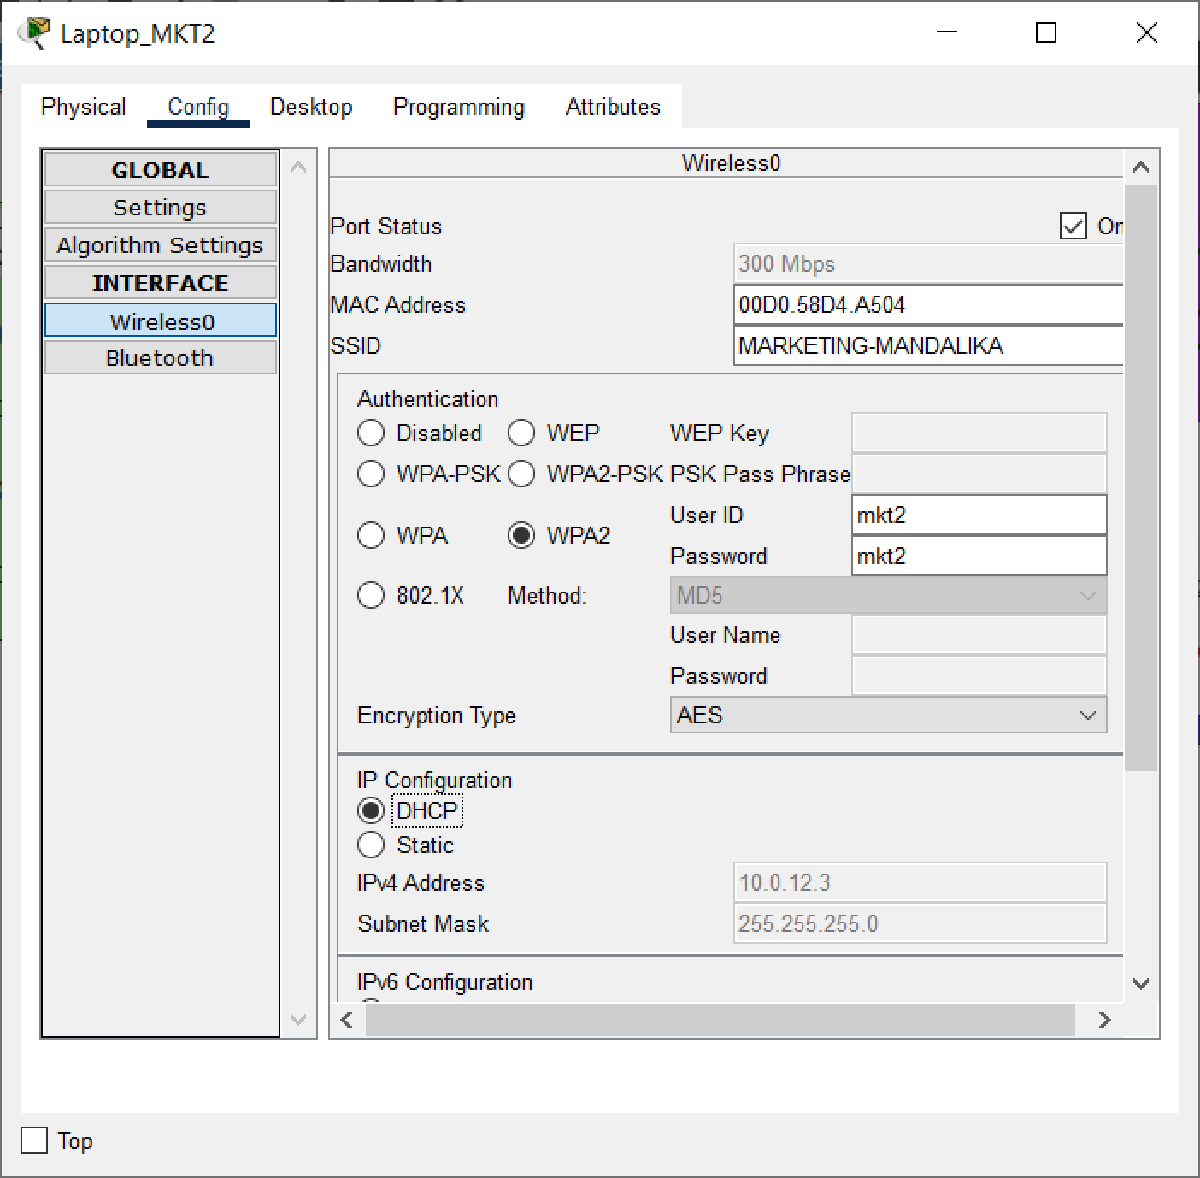 Laptop_MKT2
Physical Config Desktop Programming Attributes
GLOBAL
Settings
Algorithm Settings
INTERFACE
Wireless0
Bluetooth
Wireless0
Port Status On
Bandwidth 300 Mbps
MAC Address 00D0.58D4.A504
SSID MARKETING-MANDALIKA
Authentication
Disabled WEP WEP Key
WPA-PSK WPA2-PSK PSK Pass Phrase
User ID mkt2
WPA WPA2
Password mkt2
802.1X Method: MD5
User Name
Password
Encryption Type AES
IP Configuration
DHCP
Static
IPv4 Address 10.0.12.3
Subnet Mask 255.255.255.0
IPv6 Configuration
Top